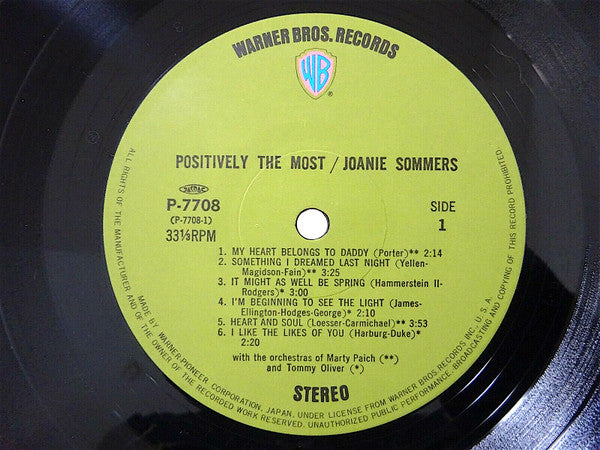 WARNER BROS. RECORDS
WB
®
POSITIVELY THE MOST / JOANIE SOMMERS
P-7708
(P-7708-1)
33⅓RPM
SIDE
1
1. MY HEART BELONGS TO DADDY (Porter)** 2:14
2. SOMETHING I DREAMED LAST NIGHT (Yellen-
Magidson-Fain)** 3:25
3. IT MIGHT AS WELL BE SPRING (Hammerstein II-
Rodgers)* 3:00
4. I'M BEGINNING TO SEE THE LIGHT (James-
Ellington-Hodges-George)* 2:10
5. HEART AND SOUL (Loesser-Carmichael)** 3:53
6. I LIKE THE LIKES OF YOU (Harburg-Duke)*
2:20
with the orchestras of Marty Paich (**)
and Tommy Oliver (*)
STEREO
MADE BY WARNER-PIONEER CORPORATION, JAPAN. UNDER LICENSE FROM WARNER BROS RECORDS INC., U. S. A.
ALL RIGHTS OF THE MANUFACTURER AND OF THE OWNER OF THE RECORDED WORK RESERVED. UNAUTHORIZED PUBLIC PERFORMANCE, BROADCASTING AND COPYING OF THIS RECORD PROHIBITED